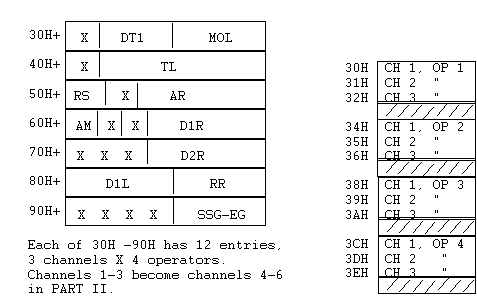 30H+ X DT1 MOL
40H+ X TL
50H+ RS X AR
60H+ AM X X D1R
70H+ X X X D2R
80H+ D1L RR
90H+ X X X X SSG-EG
Each of 30H -90H has 12 entries,
3 channels X 4 operators.
Channels 1-3 become channels 4-6
in PART II.
30H CH 1, OP 1
31H CH 2 "
32H CH 3 "
34H CH 1, OP 2
35H CH 2 "
36H CH 3 "
38H CH 1, OP 3
39H CH 2 "
3AH CH 3 "
3CH CH 1, OP 4
3DH CH 2 "
3EH CH 3 "